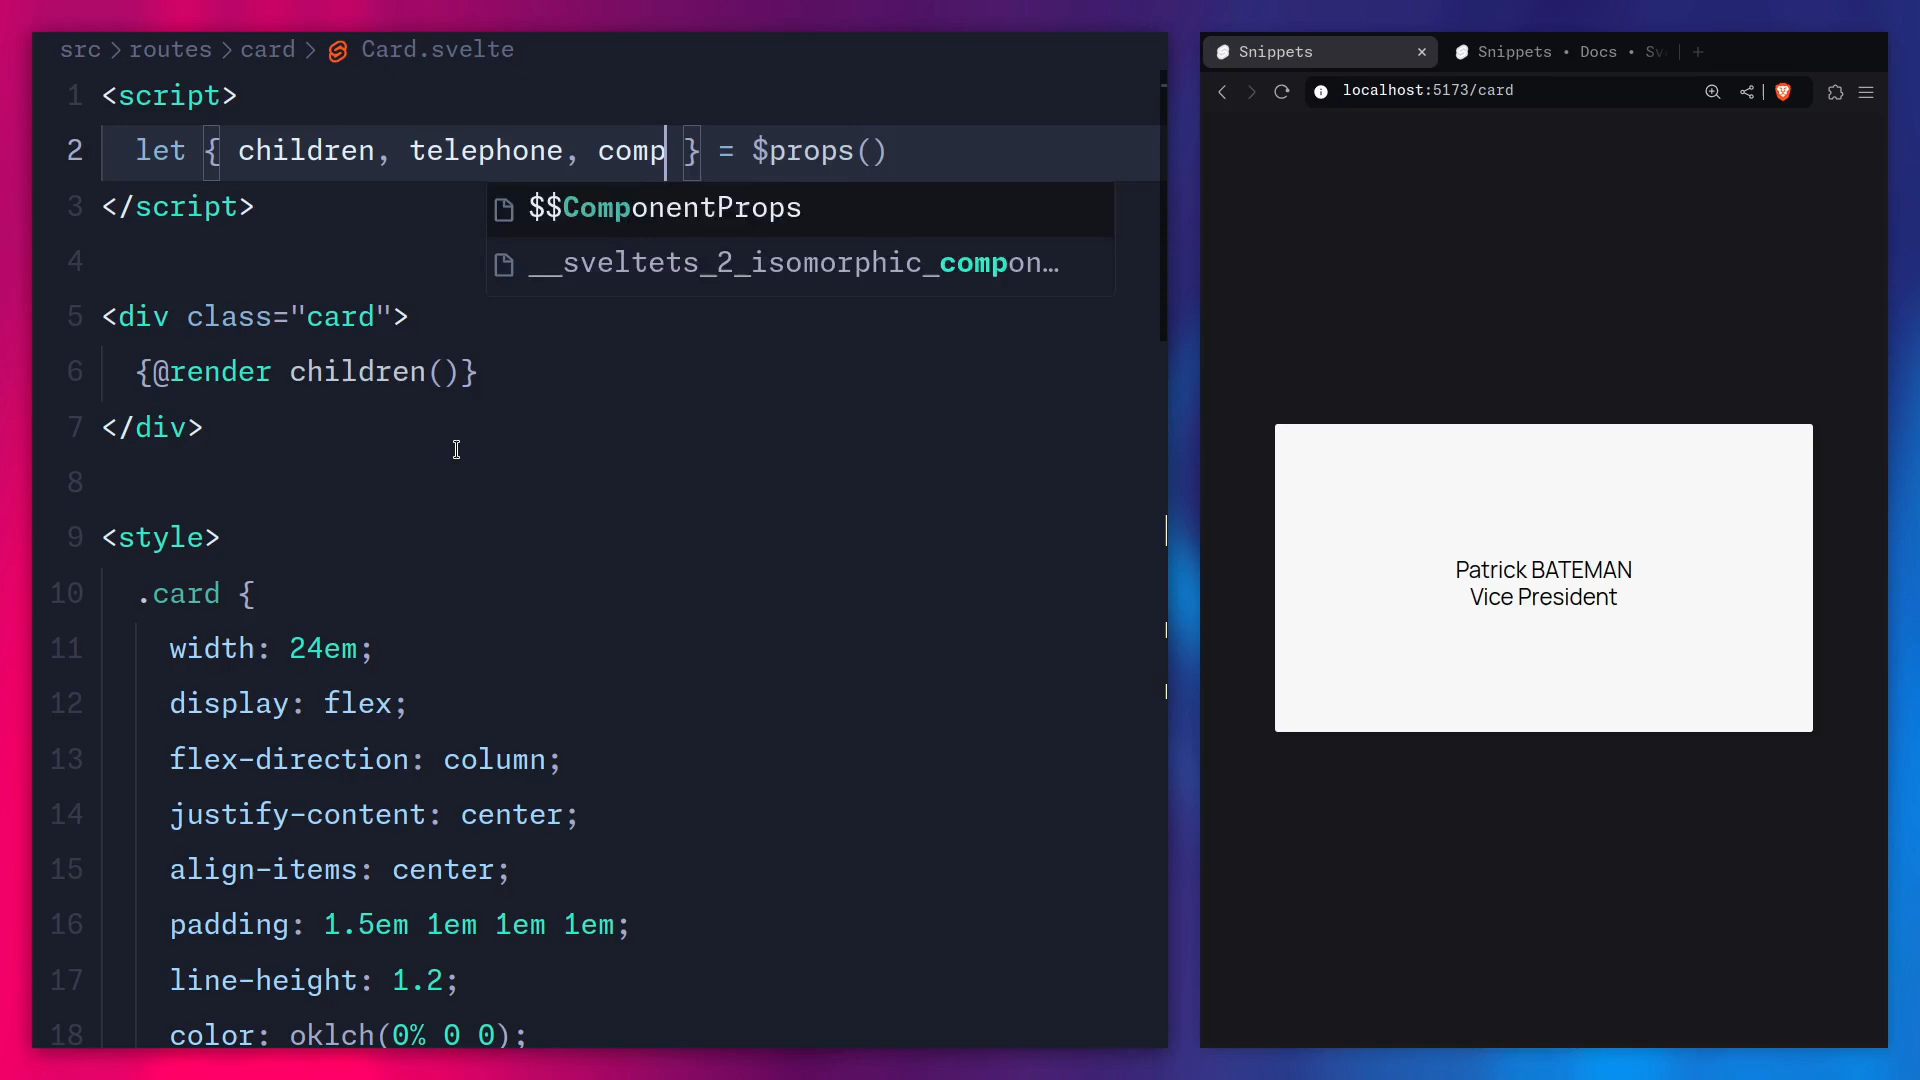 src > routes > card > Card.svelte
1 <script>
2 let { children, telephone, comp } = $props()
$$ComponentProps
3 </script>
__sveltets_2_isomorphic_compon…
4
5 <div class="card">
6 {@render children()}
7 </div>
8
9 <style>
10 .card {
11 width: 24em;
12 display: flex;
13 flex-direction: column;
14 justify-content: center;
15 align-items: center;
16 padding: 1.5em 1em 1em 1em;
17 line-height: 1.2;
18 color: oklch(0% 0 0);
Snippets
Snippets • Docs • Sv
localhost:5173/card
Patrick BATEMAN
Vice President